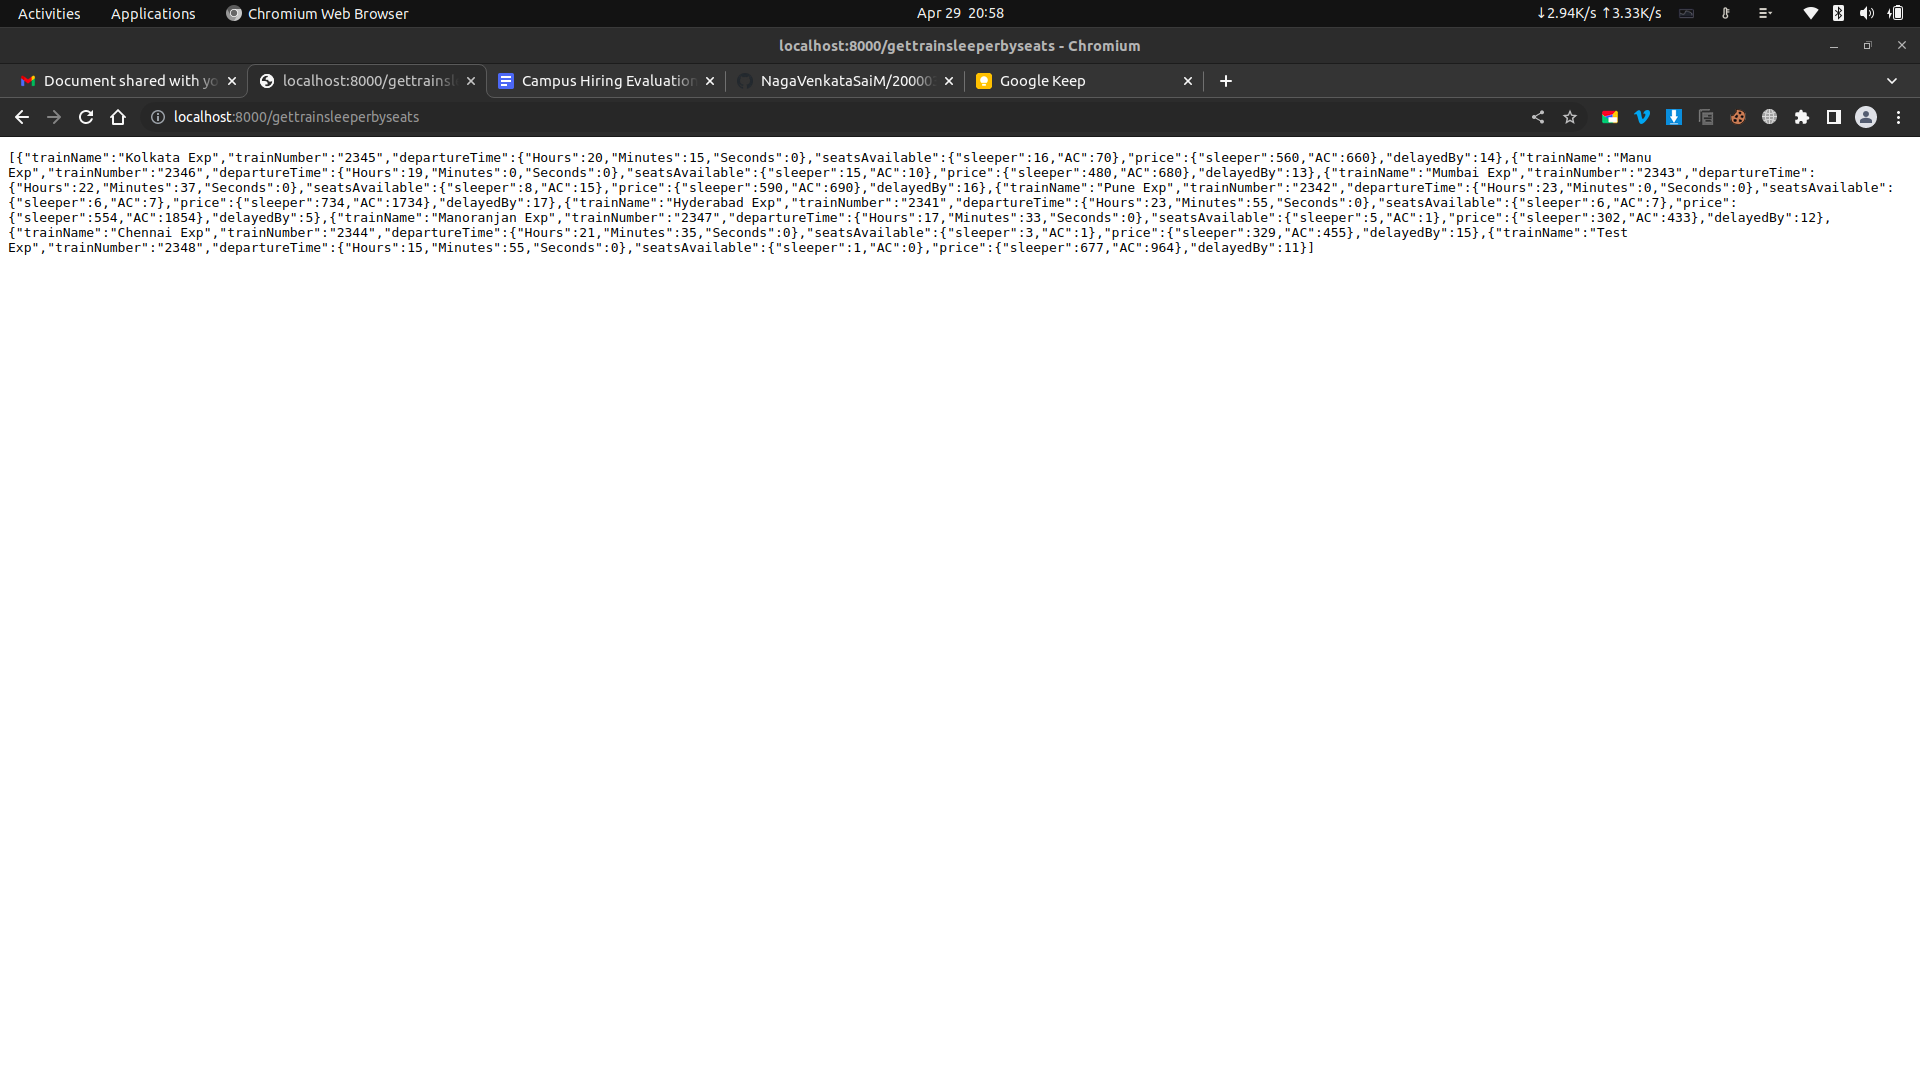 Activities Applications Chromium Web Browser Apr 29 20:58 ↓2.94K/s ↑3.33K/s
localhost:8000/gettrainsleeperbyseats - Chromium
Document shared with yo localhost:8000/gettrainsl Campus Hiring Evaluation NagaVenkataSaiM/20000 Google Keep
localhost:8000/gettrainsleeperbyseats
[{"trainName":"Kolkata Exp","trainNumber":"2345","departureTime":{"Hours":20,"Minutes":15,"Seconds":0},"seatsAvailable":{"sleeper":16,"AC":70},"price":{"sleeper":560,"AC":660},"delayedBy":14},{"trainName":"Manu
Exp","trainNumber":"2346","departureTime":{"Hours":19,"Minutes":0,"Seconds":0},"seatsAvailable":{"sleeper":15,"AC":10},"price":{"sleeper":480,"AC":680},"delayedBy":13},{"trainName":"Mumbai Exp","trainNumber":"2343","departureTime":
{"Hours":22,"Minutes":37,"Seconds":0},"seatsAvailable":{"sleeper":8,"AC":15},"price":{"sleeper":590,"AC":690},"delayedBy":16},{"trainName":"Pune Exp","trainNumber":"2342","departureTime":{"Hours":23,"Minutes":0,"Seconds":0},"seatsAvailable":
{"sleeper":6,"AC":7},"price":{"sleeper":734,"AC":1734},"delayedBy":17},{"trainName":"Hyderabad Exp","trainNumber":"2341","departureTime":{"Hours":23,"Minutes":55,"Seconds":0},"seatsAvailable":{"sleeper":6,"AC":7},"price":
{"sleeper":554,"AC":1854},"delayedBy":5},{"trainName":"Manoranjan Exp","trainNumber":"2347","departureTime":{"Hours":17,"Minutes":33,"Seconds":0},"seatsAvailable":{"sleeper":5,"AC":1},"price":{"sleeper":302,"AC":433},"delayedBy":12},
{"trainName":"Chennai Exp","trainNumber":"2344","departureTime":{"Hours":21,"Minutes":35,"Seconds":0},"seatsAvailable":{"sleeper":3,"AC":1},"price":{"sleeper":329,"AC":455},"delayedBy":15},{"trainName":"Test
Exp","trainNumber":"2348","departureTime":{"Hours":15,"Minutes":55,"Seconds":0},"seatsAvailable":{"sleeper":1,"AC":0},"price":{"sleeper":677,"AC":964},"delayedBy":11}]